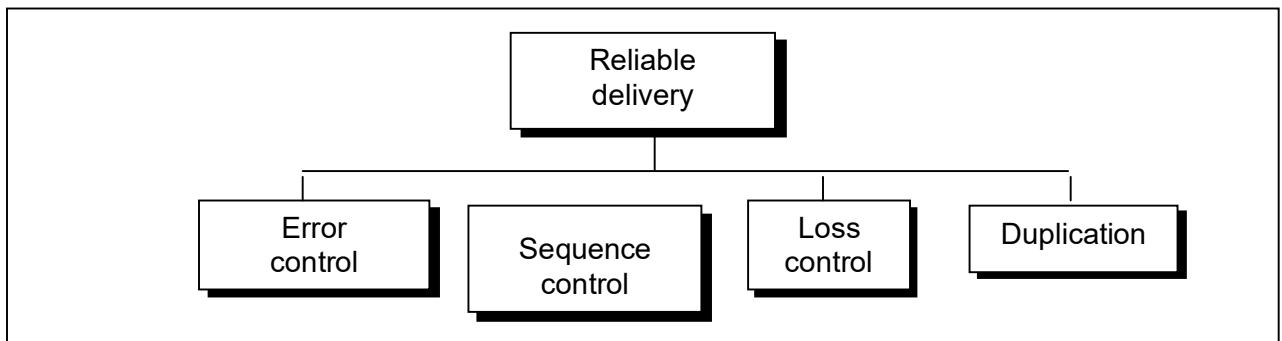 Reliable
delivery
Error
control
Sequence
control
Loss
control
Duplication